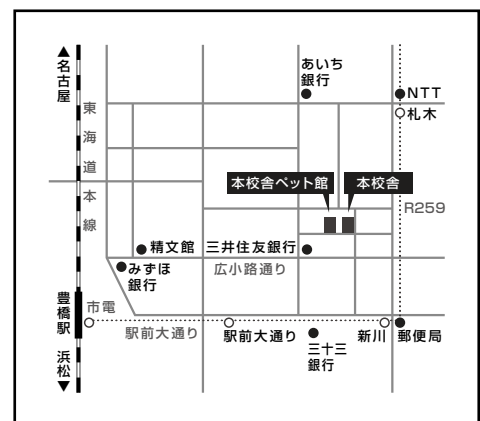 ▲名古屋
東海道本線
あいち
銀行
NTT
札木
本校舎ペット館
本校舎
R259
精文館
三井住友銀行
みずほ
銀行
広小路通り
豊橋駅
市電
駅前大通り
駅前大通り
三十三
銀行
新川
郵便局
浜松▼